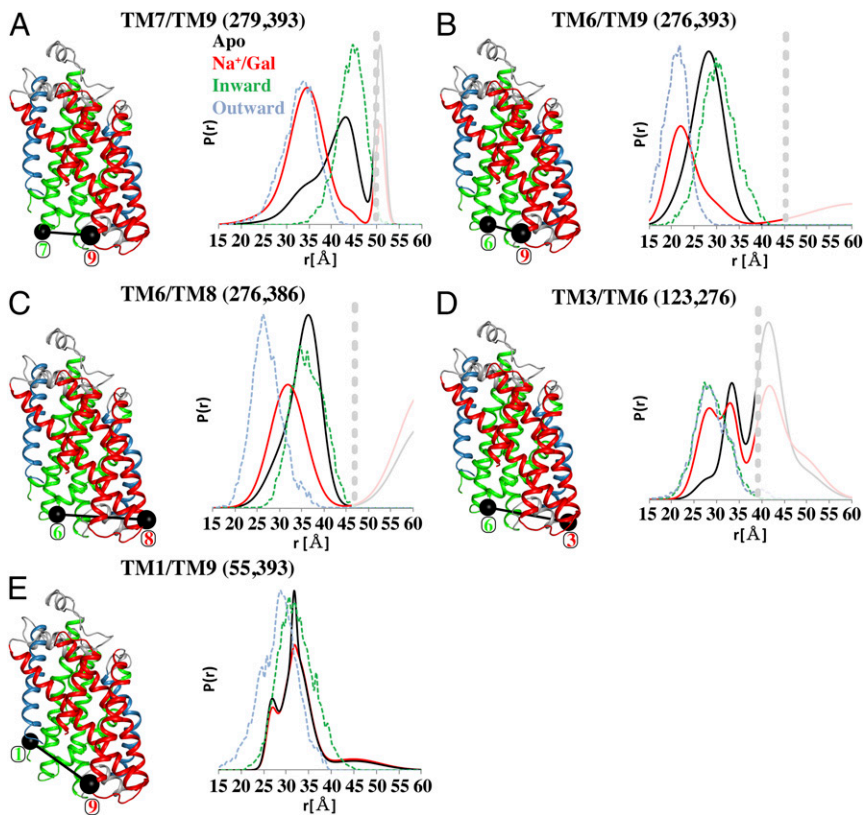 A
TM7/TM9 (279,393)
Apo
Na⁺/Gal
Inward
Outward
P(r)
15 20 25 30 35 40 45 50 55 60
r[Å]
7
9
B
TM6/TM9 (276,393)
P(r)
15 20 25 30 35 40 45 50 55 60
r[Å]
6
9
C
TM6/TM8 (276,386)
P(r)
15 20 25 30 35 40 45 50 55 60
r [Å]
6
8
D
TM3/TM6 (123,276)
P(r)
15 20 25 30 35 40 45 50 55 60
r [Å]
6
3
E
TM1/TM9 (55,393)
P(r)
15 20 25 30 35 40 45 50 55 60
r[Å]
1
9